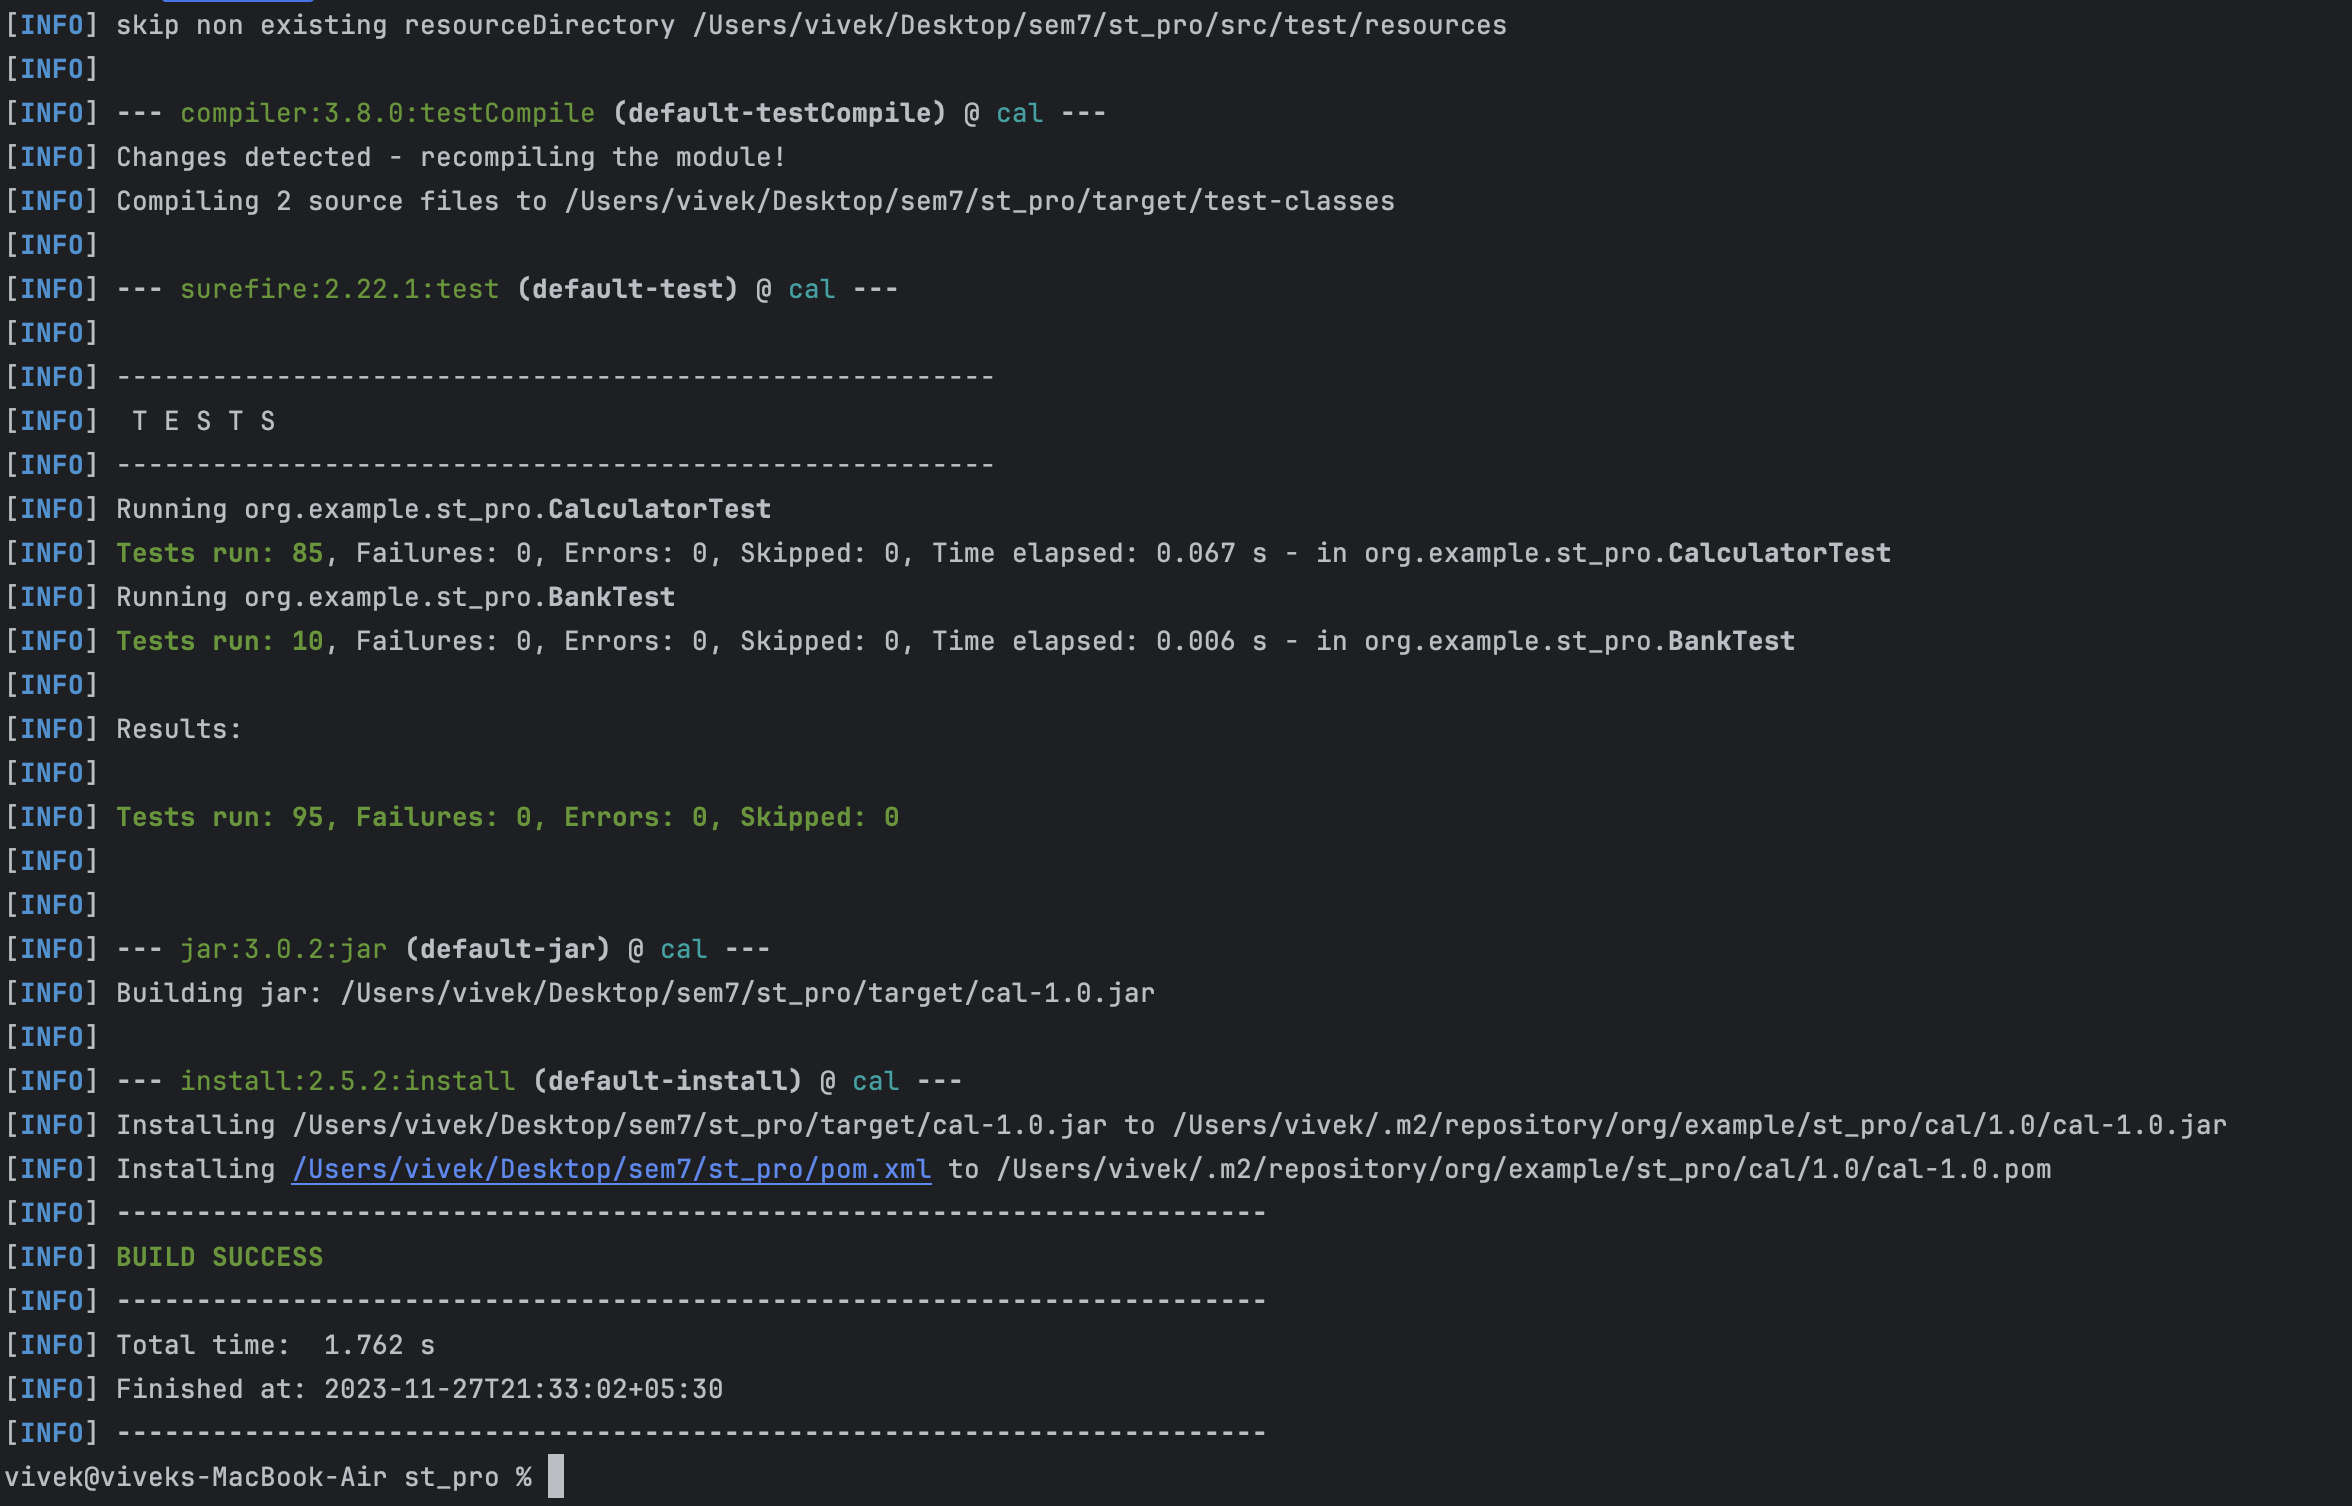 [INFO] skip non existing resourceDirectory /Users/vivek/Desktop/sem7/st_pro/src/test/resources
[INFO]
[INFO] --- compiler:3.8.0:testCompile (default-testCompile) @ cal ---
[INFO] Changes detected - recompiling the module!
[INFO] Compiling 2 source files to /Users/vivek/Desktop/sem7/st_pro/target/test-classes
[INFO]
[INFO] --- surefire:2.22.1:test (default-test) @ cal ---
[INFO]
[INFO] -------------------------------------------------------
[INFO]  T E S T S
[INFO] -------------------------------------------------------
[INFO] Running org.example.st_pro.CalculatorTest
[INFO] Tests run: 85, Failures: 0, Errors: 0, Skipped: 0, Time elapsed: 0.067 s - in org.example.st_pro.CalculatorTest
[INFO] Running org.example.st_pro.BankTest
[INFO] Tests run: 10, Failures: 0, Errors: 0, Skipped: 0, Time elapsed: 0.006 s - in org.example.st_pro.BankTest
[INFO]
[INFO] Results:
[INFO]
[INFO] Tests run: 95, Failures: 0, Errors: 0, Skipped: 0
[INFO]
[INFO]
[INFO] --- jar:3.0.2:jar (default-jar) @ cal ---
[INFO] Building jar: /Users/vivek/Desktop/sem7/st_pro/target/cal-1.0.jar
[INFO]
[INFO] --- install:2.5.2:install (default-install) @ cal ---
[INFO] Installing /Users/vivek/Desktop/sem7/st_pro/target/cal-1.0.jar to /Users/vivek/.m2/repository/org/example/st_pro/cal/1.0/cal-1.0.jar
[INFO] Installing /Users/vivek/Desktop/sem7/st_pro/pom.xml to /Users/vivek/.m2/repository/org/example/st_pro/cal/1.0/cal-1.0.pom
[INFO] ------------------------------------------------------------------------
[INFO] BUILD SUCCESS
[INFO] ------------------------------------------------------------------------
[INFO] Total time:  1.762 s
[INFO] Finished at: 2023-11-27T21:33:02+05:30
[INFO] ------------------------------------------------------------------------
vivek@viveks-MacBook-Air st_pro %